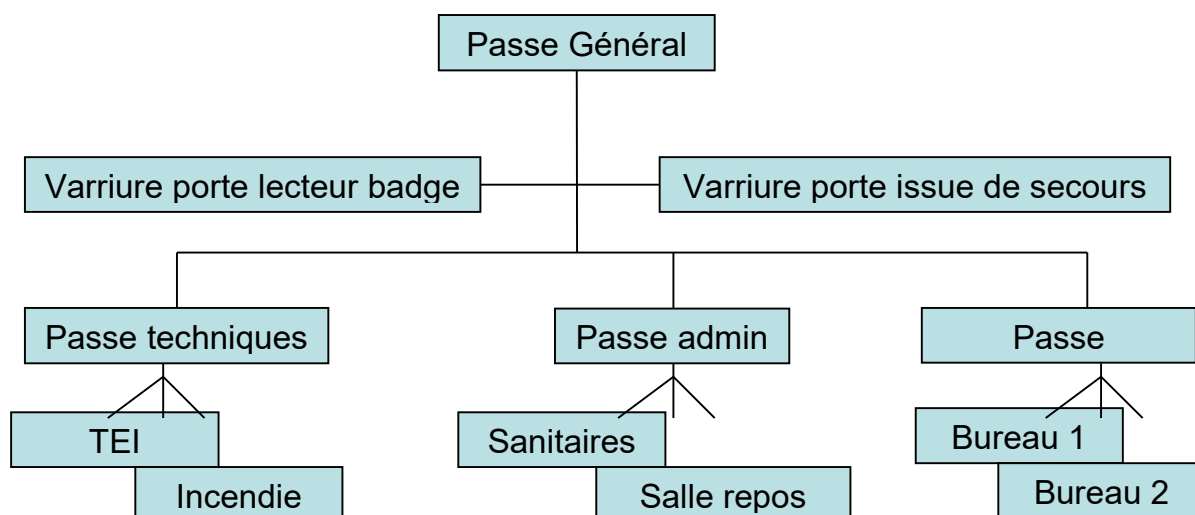 Passe Général
Varriure porte lecteur badge
Varriure porte issue de secours
Passe techniques
Passe admin
Passe
TEI
Sanitaires
Bureau 1
Incendie
Salle repos
Bureau 2